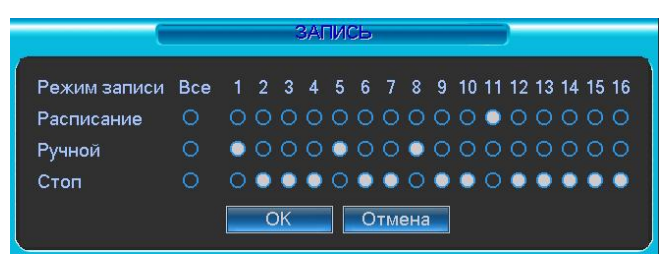 ЗАПИСЬ
Режим записи Все 1 2 3 4 5 6 7 8 9 10 11 12 13 14 15 16
Расписание
Ручной
Стоп
OK Отмена